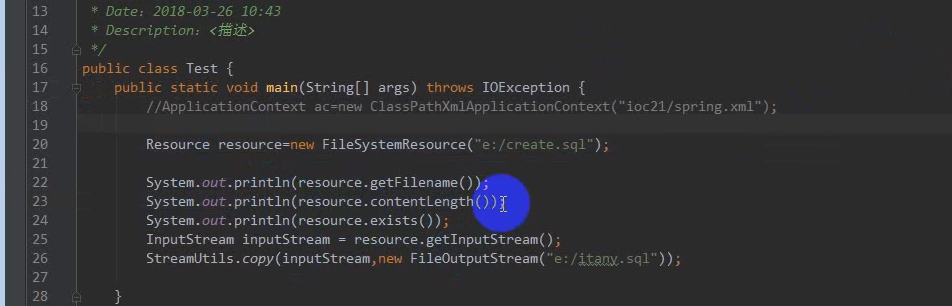 13 * Date：2018-03-26 10:43
14 * Description：<描述>
15 */
16 public class Test {
17 public static void main(String[] args) throws IOException {
18 //ApplicationContext ac=new ClassPathXmlApplicationContext("ioc21/spring.xml");
19
20 Resource resource=new FileSystemResource("e:/create.sql");
21
22 System.out.println(resource.getFilename());
23 System.out.println(resource.contentLength());
24 System.out.println(resource.exists());
25 InputStream inputStream = resource.getInputStream();
26 StreamUtils.copy(inputStream,new FileOutputStream("e:/itany.sql"));
27
28 }